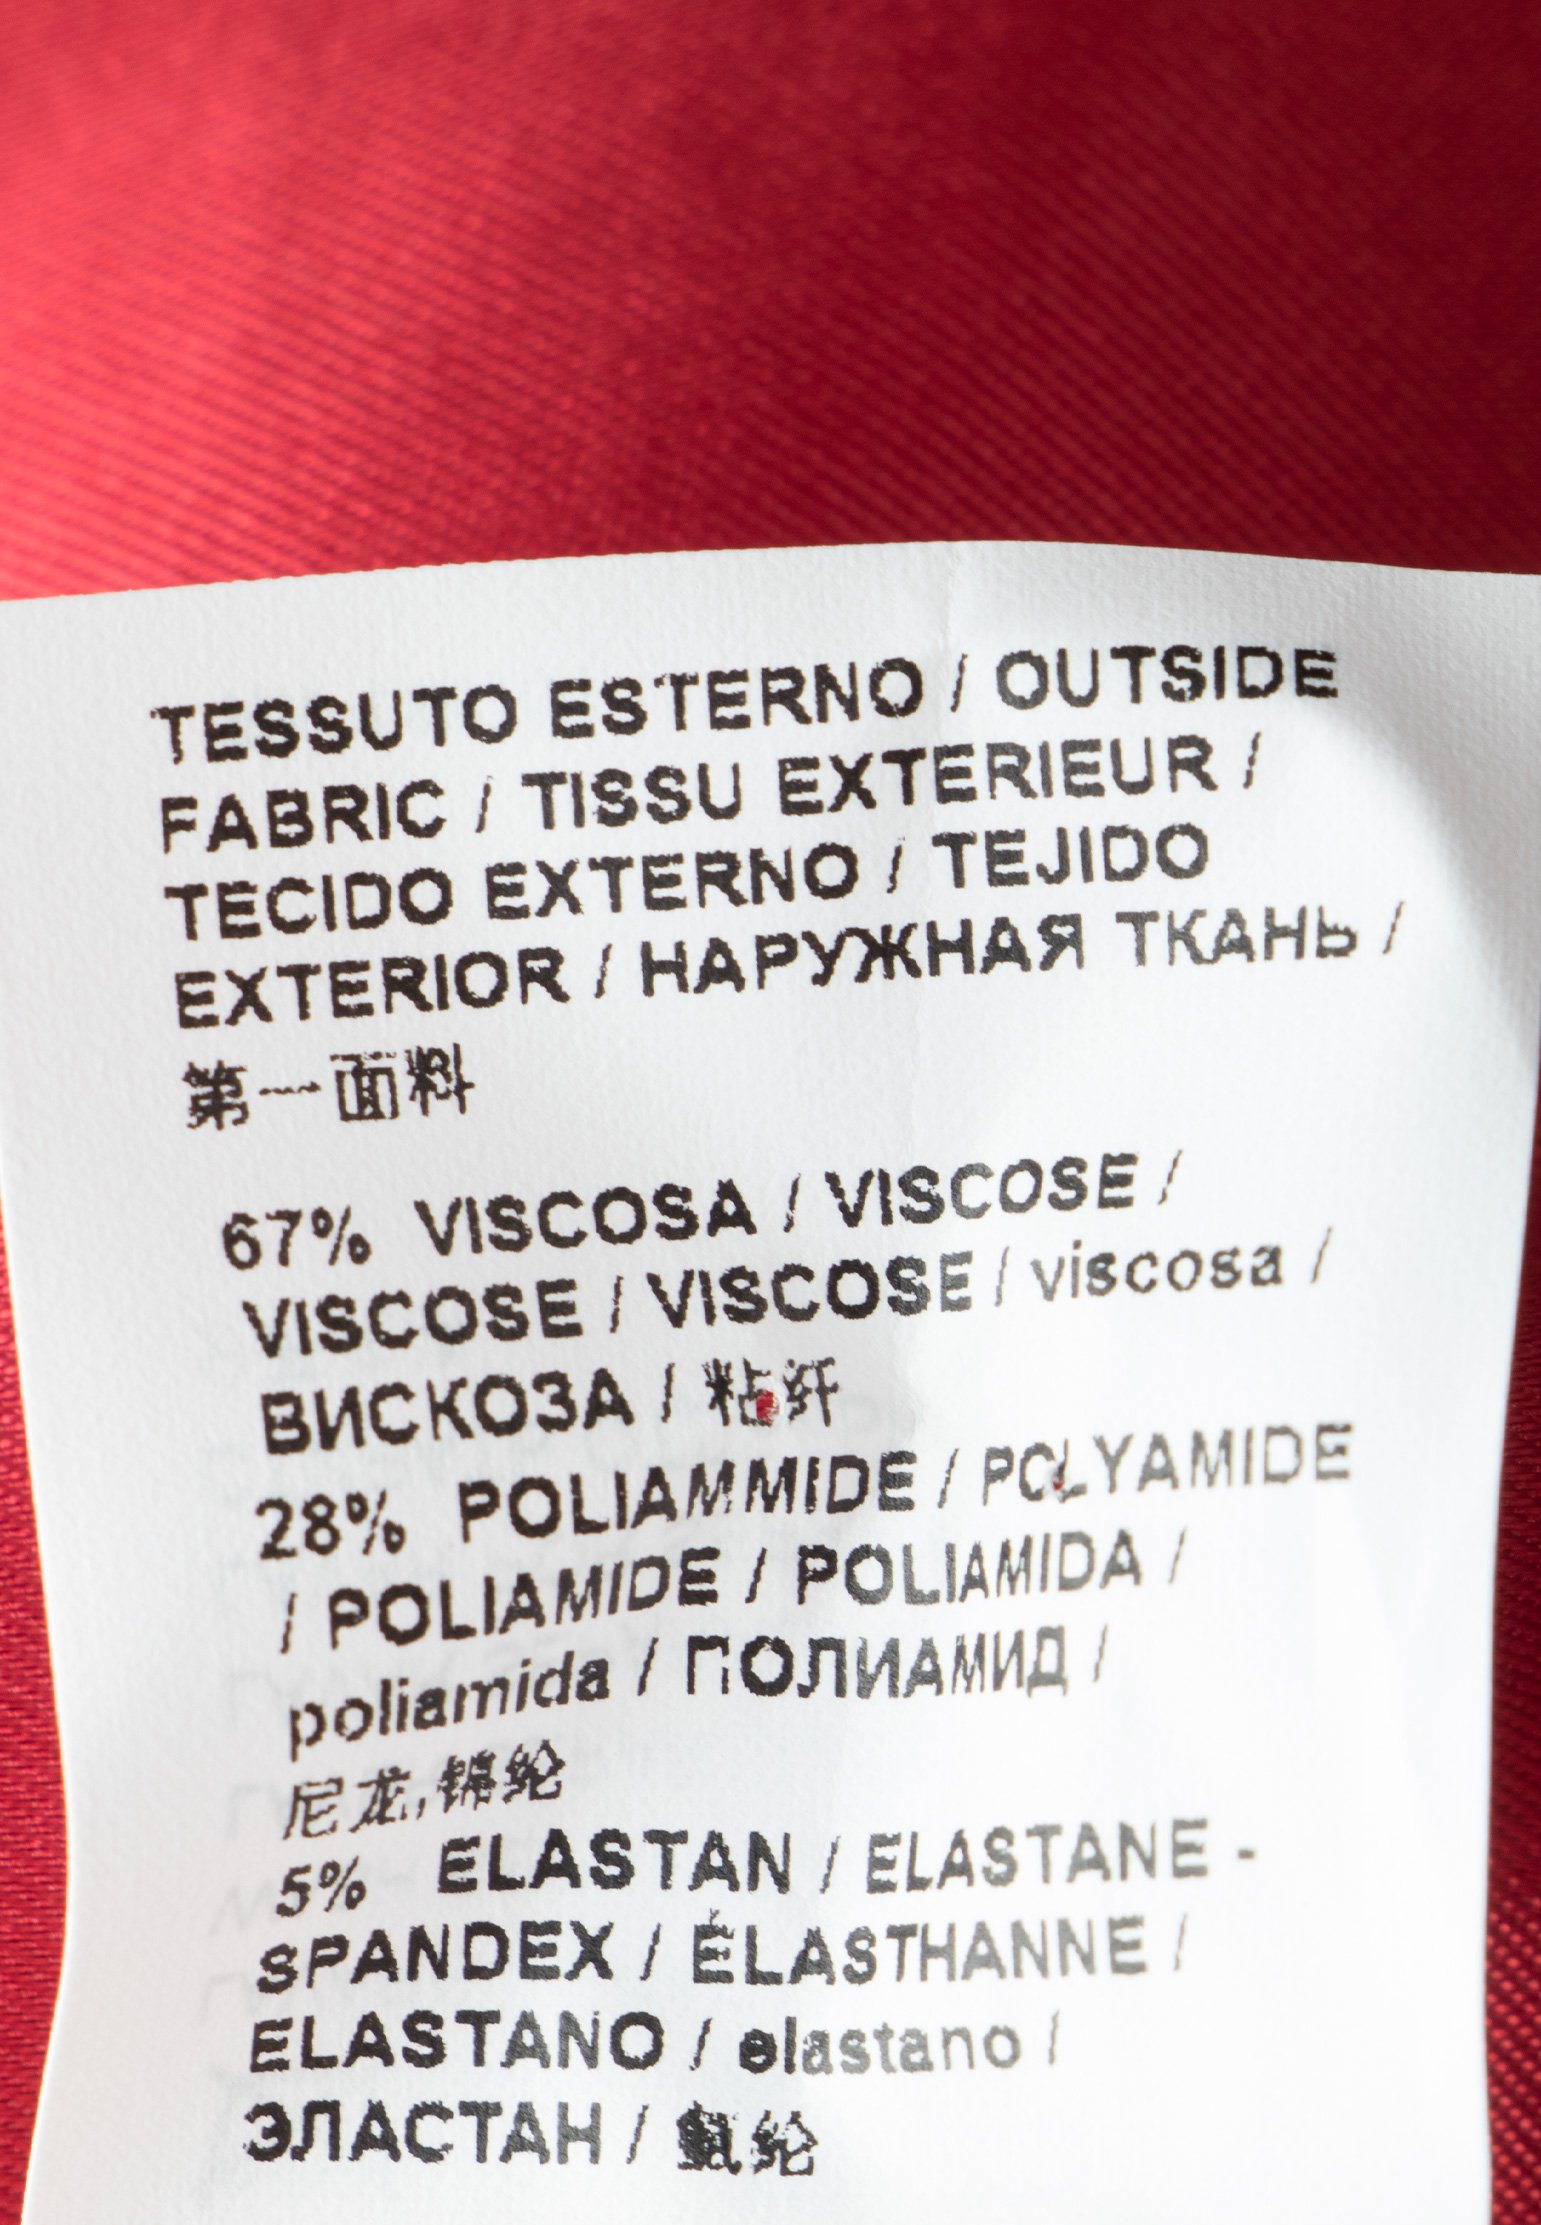 TESSUTO ESTERNO / OUTSIDE
FABRIC / TISSU EXTERIEUR /
TECIDO EXTERNO / TEJIDO
EXTERIOR / НАРУЖНАЯ ТКАНЬ /
第一面料
67% VISCOSA / VISCOSE /
VISCOSE / VISCOSE / viscosa /
ВИСКОЗА / 粘纤
28% POLIAMMIDE / POLYAMIDE
/ POLIAMIDE / POLIAMIDA /
poliamida / ПОЛИАМИД /
尼龙,锦纶
5% ELASTAN / ELASTANE -
SPANDEX / ÉLASTHANNE /
ELASTANO / elastano /
ЭЛАСТАН / 氨纶